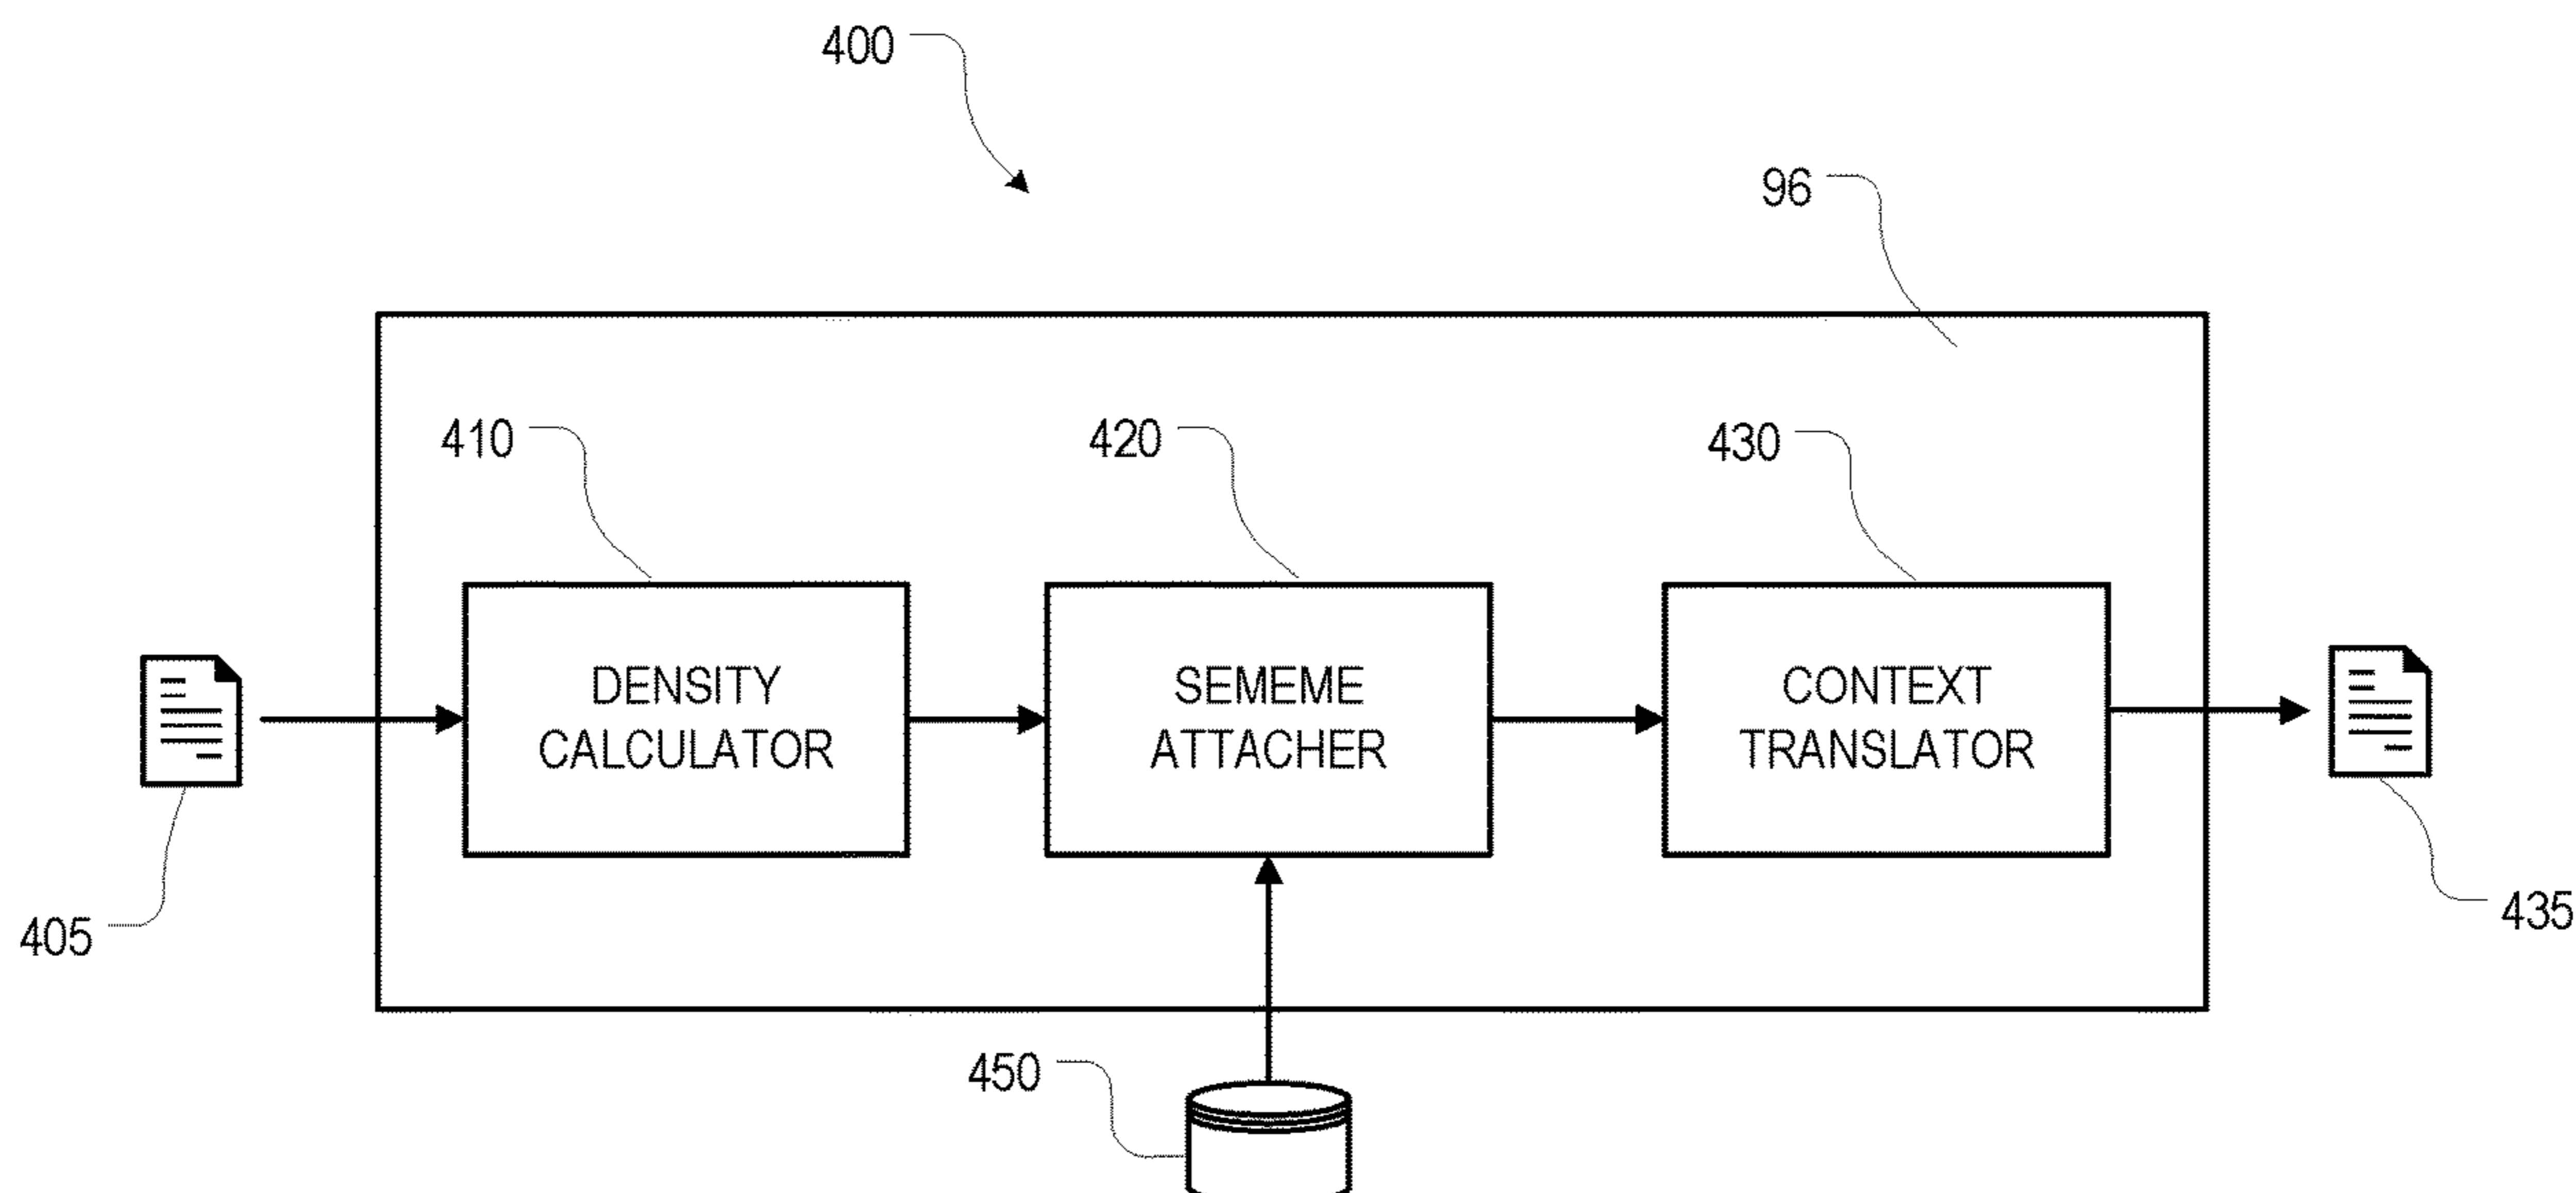 400
96
410
420
430
DENSITY
CALCULATOR
SEMEME
ATTACHER
CONTEXT
TRANSLATOR
405
435
450